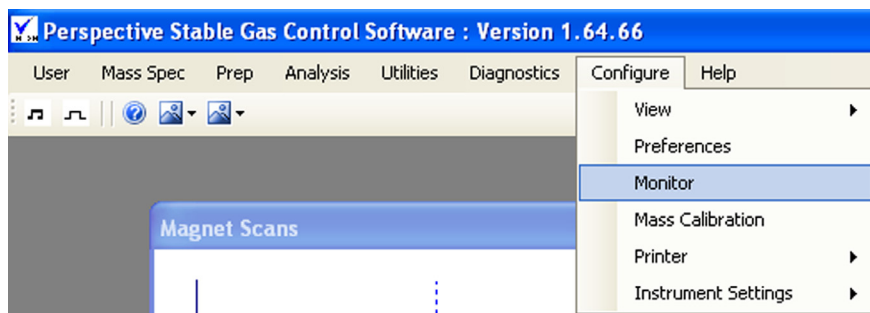 Perspective Stable Gas Control Software : Version 1.64.66
User Mass Spec Prep Analysis Utilities Diagnostics Configure Help
View
Preferences
Monitor
Magnet Scans
Mass Calibration
Printer
Instrument Settings